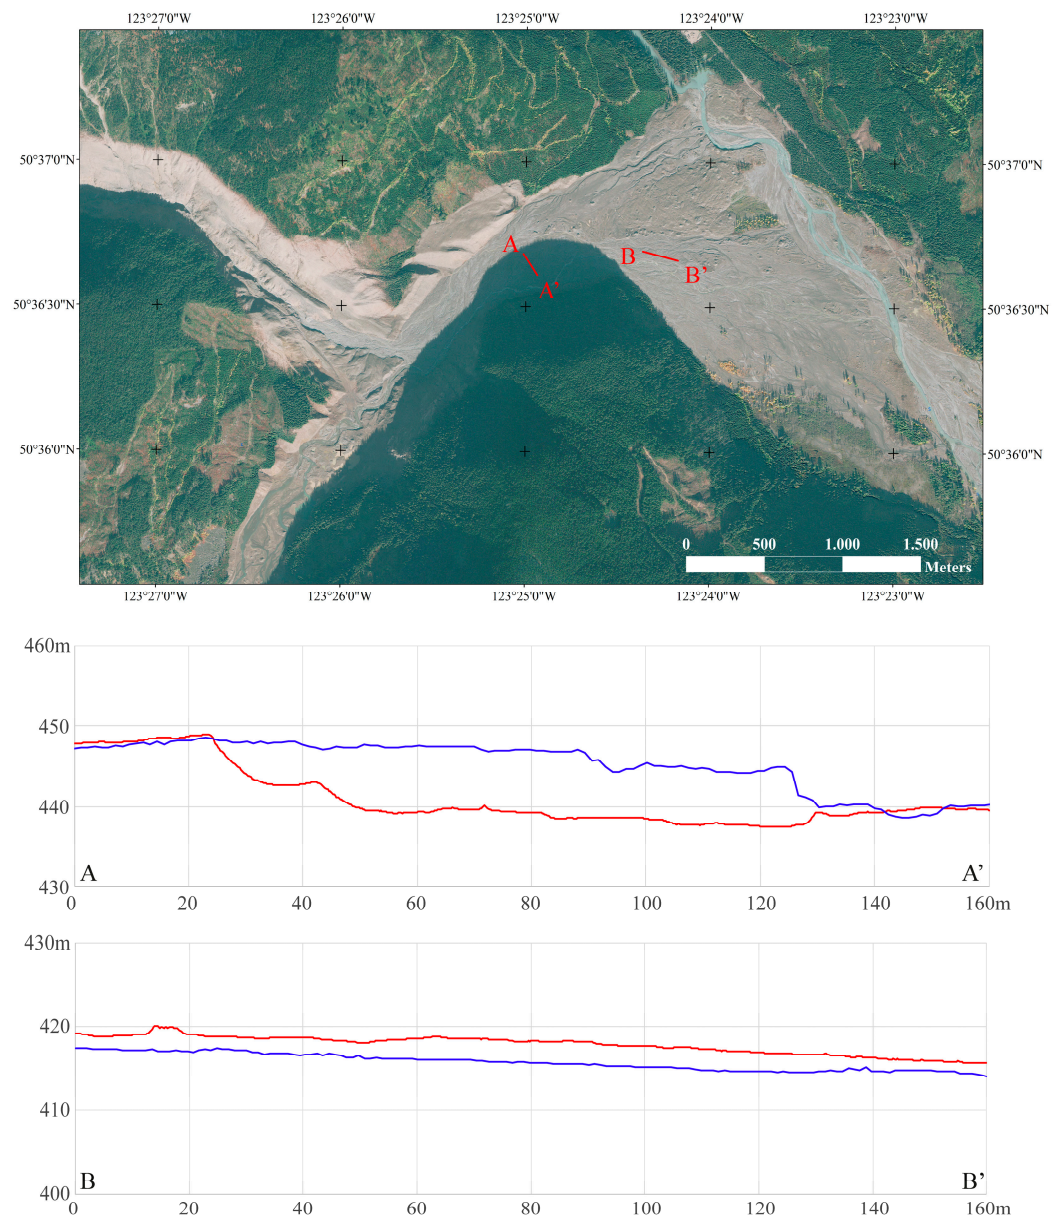 123°27'0"W 123°26'0"W 123°25'0"W 123°24'0"W 123°23'0"W
50°37'0"N 50°37'0"N
A
B
B'
A'
50°36'30"N 50°36'30"N
50°36'0"N 50°36'0"N
0 500 1.000 1.500
Meters
123°27'0"W 123°26'0"W 123°25'0"W 123°24'0"W 123°23'0"W
460m
450
440
430
A A'
0 20 40 60 80 100 120 140 160m
430m
420
410
400
B B'
0 20 40 60 80 100 120 140 160m